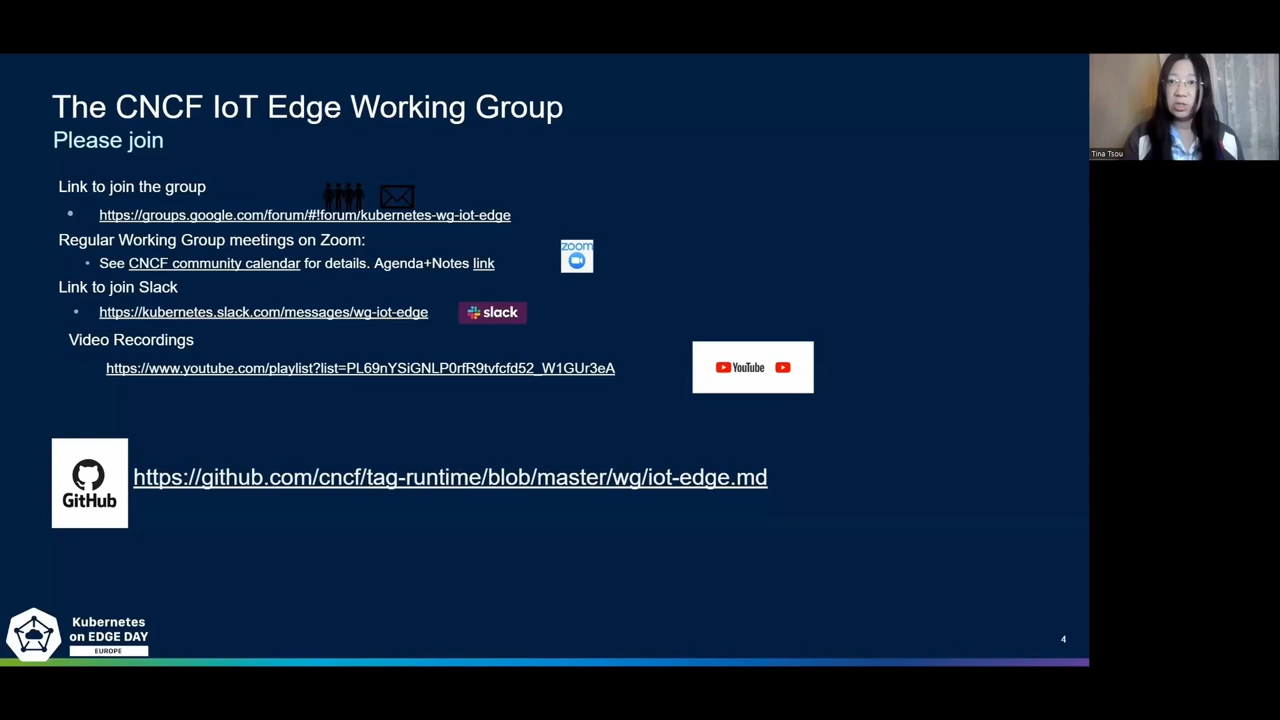 The CNCF IoT Edge Working Group
Please join
Link to join the group
• https://groups.google.com/forum/#!forum/kubernetes-wg-iot-edge
Regular Working Group meetings on Zoom:
• See CNCF community calendar for details. Agenda+Notes link
zoom
Link to join Slack
• https://kubernetes.slack.com/messages/wg-iot-edge
slack
Video Recordings
https://www.youtube.com/playlist?list=PL69nYSiGNLP0rfR9tvfcfd52_W1GUr3eA
YouTube
GitHub
https://github.com/cncf/tag-runtime/blob/master/wg/iot-edge.md
Kubernetes
on EDGE DAY
EUROPE
4
Tina Tsou